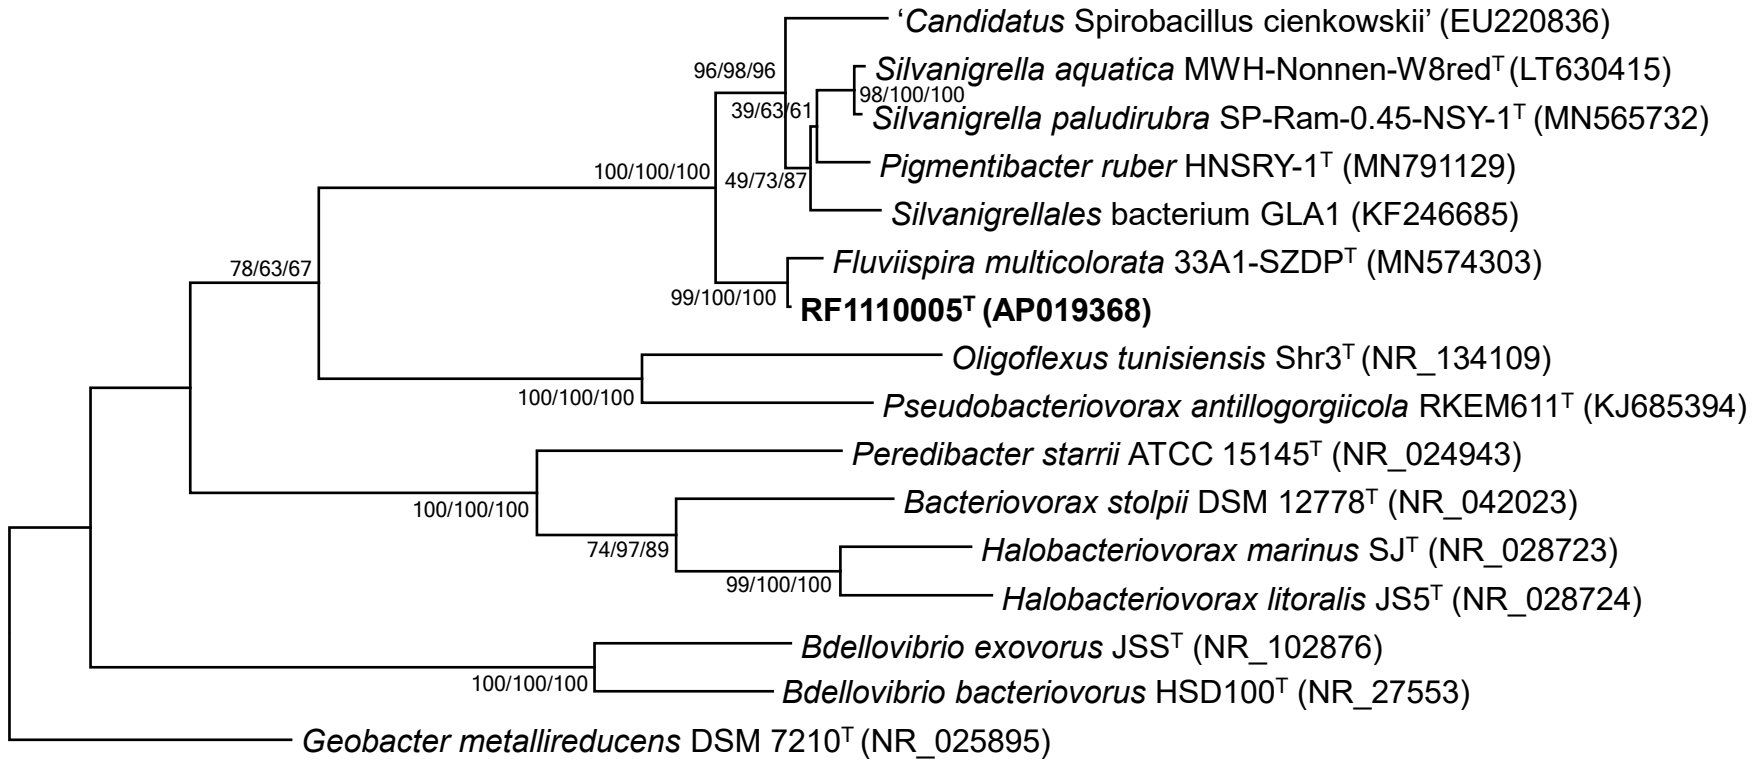 ‘Candidatus Spirobacillus cienkowskii’ (EU220836)
96/98/96
Silvanigrella aquatica MWH-Nonnen-W8redᵀ (LT630415)
98/100/100
39/63/61
Silvanigrella paludirubra SP-Ram-0.45-NSY-1ᵀ (MN565732)
100/100/100
Pigmentibacter ruber HNSRY-1ᵀ (MN791129)
49/73/87
Silvanigrellales bacterium GLA1 (KF246685)
78/63/67
Fluviispira multicolorata 33A1-SZDPᵀ (MN574303)
99/100/100
RF1110005ᵀ (AP019368)
Oligoflexus tunisiensis Shr3ᵀ (NR_134109)
100/100/100
Pseudobacteriovorax antillogorgiicola RKEM611ᵀ (KJ685394)
Peredibacter starrii ATCC 15145ᵀ (NR_024943)
100/100/100
Bacteriovorax stolpii DSM 12778ᵀ (NR_042023)
74/97/89
Halobacteriovorax marinus SJᵀ (NR_028723)
99/100/100
Halobacteriovorax litoralis JS5ᵀ (NR_028724)
Bdellovibrio exovorus JSSᵀ (NR_102876)
100/100/100
Bdellovibrio bacteriovorus HSD100ᵀ (NR_27553)
Geobacter metallireducens DSM 7210ᵀ (NR_025895)